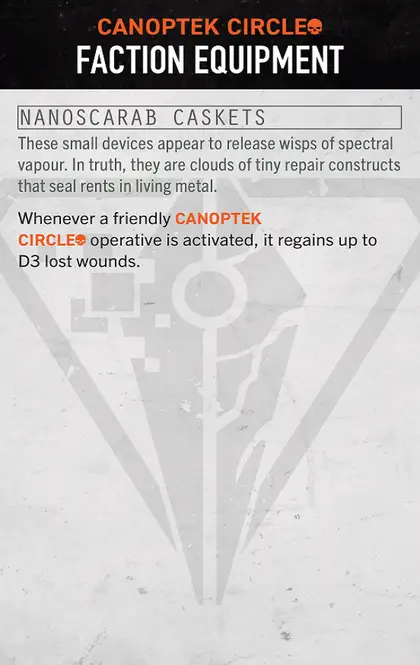 CANOPTEK CIRCLE
FACTION EQUIPMENT
NANOSCARAB CASKETS
These small devices appear to release wisps of spectral
vapour. In truth, they are clouds of tiny repair constructs
that seal rents in living metal.
Whenever a friendly CANOPTEK
CIRCLE operative is activated, it regains up to
D3 lost wounds.